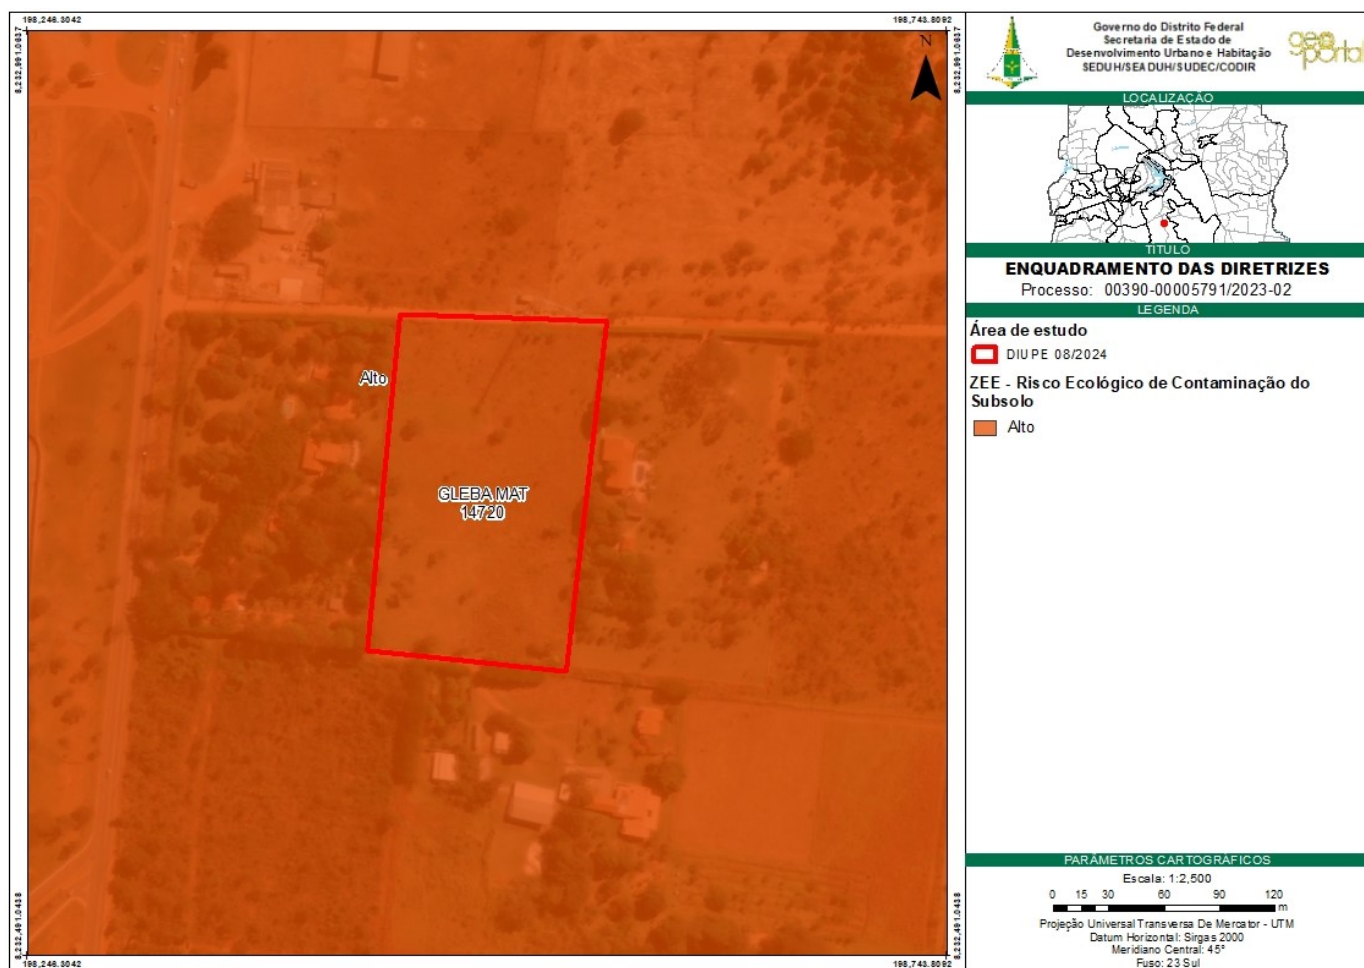 198,246.3042
198,743.8092
8,232,991.0637
8,232,991.0637
N
Alto
GLEBA MAT
14720
8,232,491.0438
8,232,491.0438
198,246.3042
198,743.8092
Governo do Distrito Federal
Secretaria de Estado de
Desenvolvimento Urbano e Habitação
SEDUH/SEADUH/SUDEC/CODIR
geo
portal
LOCALIZAÇÃO
TÍTULO
ENQUADRAMENTO DAS DIRETRIZES
Processo: 00390-00005791/2023-02
LEGENDA
Área de estudo
DIUPE 08/2024
ZEE - Risco Ecológico de Contaminação do
Subsolo
Alto
PARÂMETROS CARTOGRÁFICOS
Escala: 1:2,500
0 15 30 60 90 120
m
Projeção Universal Transversa De Mercator - UTM
Datum Horizontal: Sirgas 2000
Meridiano Central: 45°
Fuso: 23 Sul